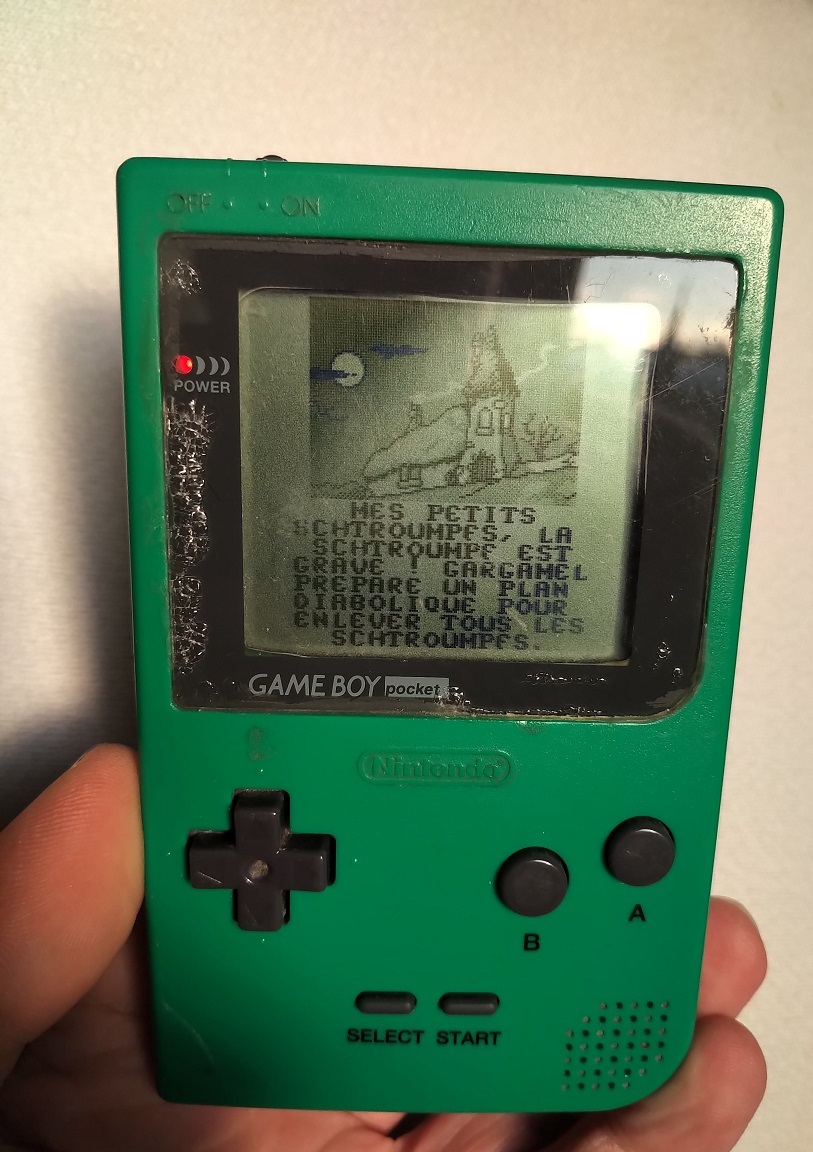 OFF ON
POWER
MES PETITS
SCHTROUMPFS, LA
SCHTROUMPF EST
GRAVE ! GARGAMEL
PREPARE UN PLAN
DIABOLIQUE POUR
ENLEVER TOUS LES
SCHTROUMPFS.
GAME BOY pocket
Nintendo®
B
A
SELECT START